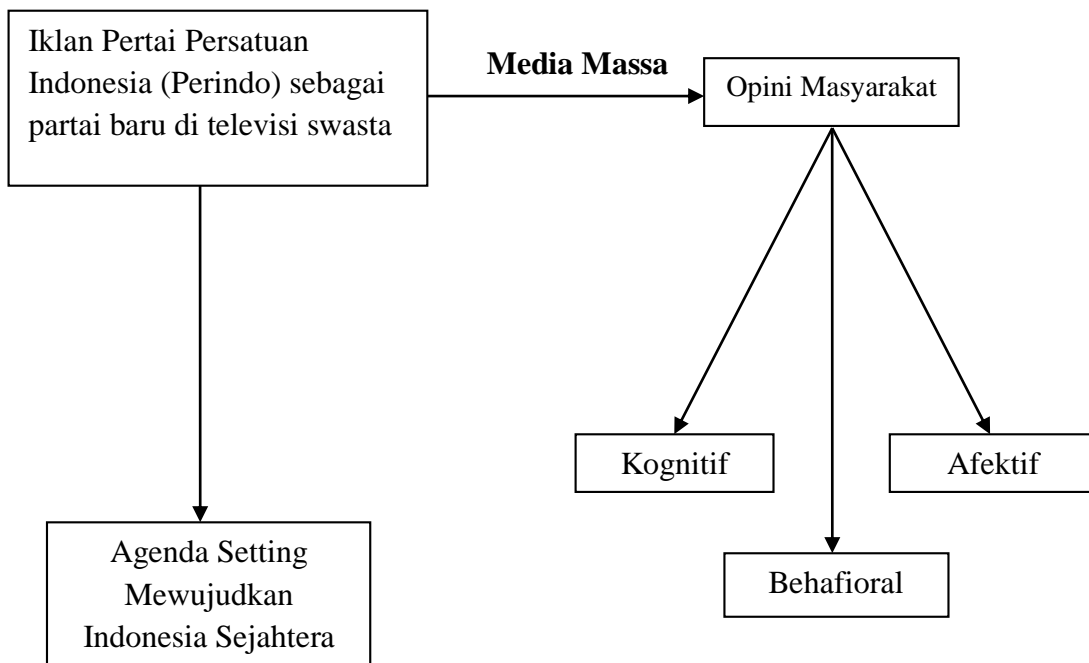 Iklan Pertai Persatuan
Indonesia (Perindo) sebagai
partai baru di televisi swasta
Media Massa
Opini Masyarakat
Kognitif
Afektif
Behafioral
Agenda Setting
Mewujudkan
Indonesia Sejahtera